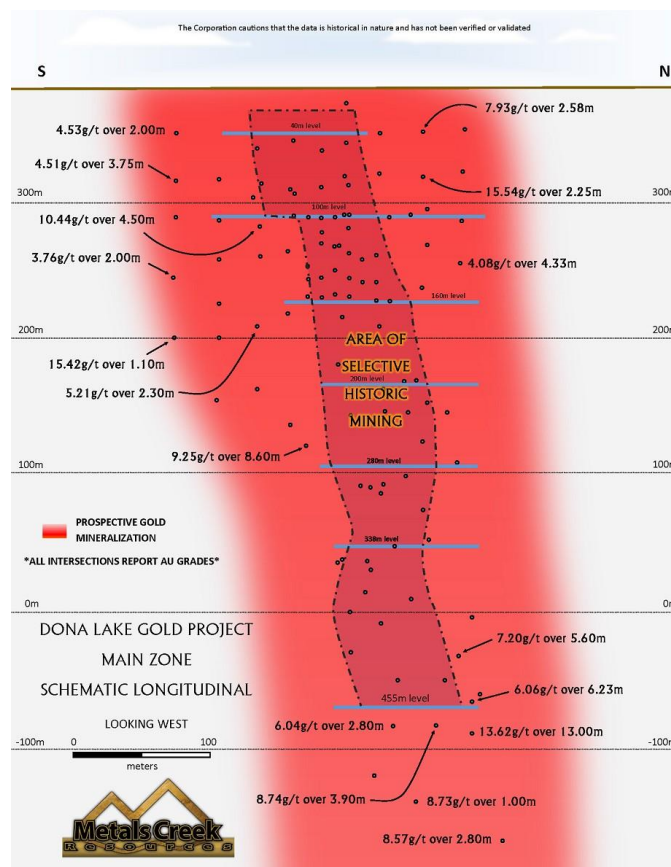 The Corporation cautions that the data is historical in nature and has not been verified or validated
S
N
40m level
4.53g/t over 2.00m
7.93g/t over 2.58m
4.51g/t over 3.75m
15.54g/t over 2.25m
300m
300m
100m level
10.44g/t over 4.50m
3.76g/t over 2.00m
4.08g/t over 4.33m
160m level
200m
200m
AREA OF
SELECTIVE
200m level
HISTORIC
MINING
15.42g/t over 1.10m
5.21g/t over 2.30m
9.25g/t over 8.60m
280m level
100m
100m
PROSPECTIVE GOLD
MINERALIZATION
*ALL INTERSECTIONS REPORT AU GRADES*
338m level
0m
0m
DONA LAKE GOLD PROJECT
MAIN ZONE
SCHEMATIC LONGITUDINAL
LOOKING WEST
7.20g/t over 5.60m
6.06g/t over 6.23m
455m level
6.04g/t over 2.80m
13.62g/t over 13.00m
-100m
-100m
0
100
meters
8.74g/t over 3.90m
8.73g/t over 1.00m
8.57g/t over 2.80m
Metals Creek
Resources